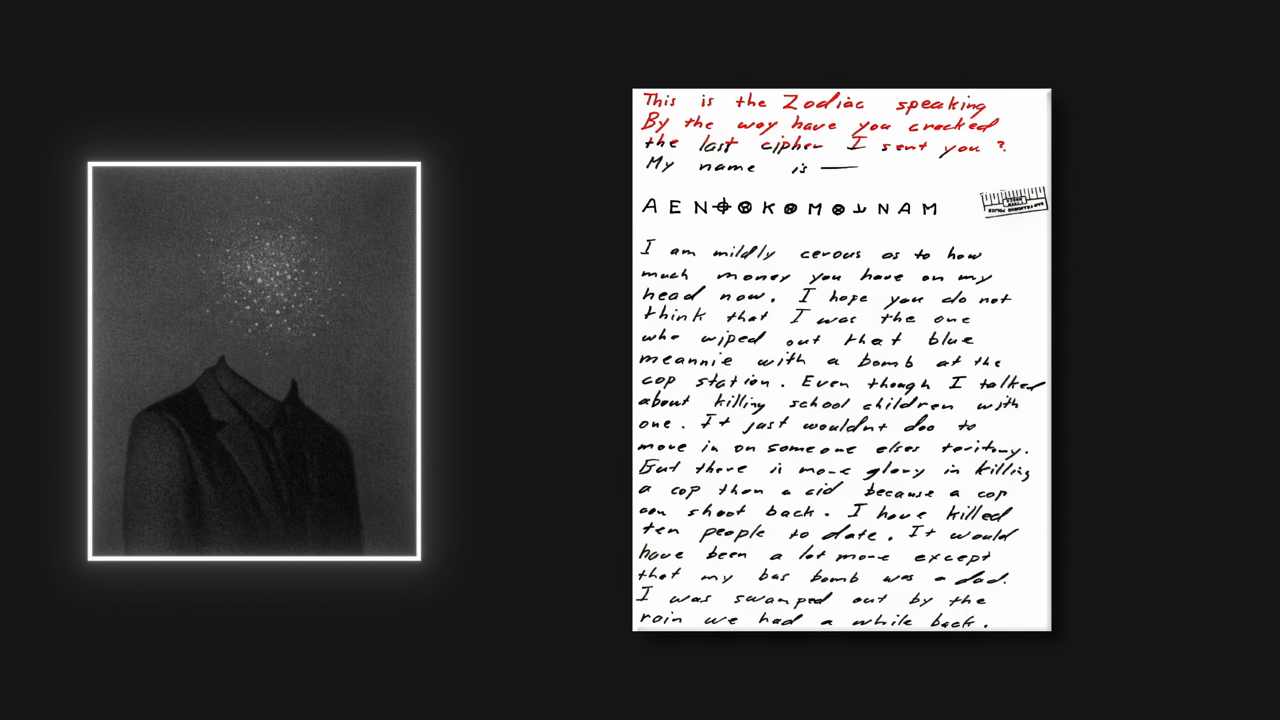 This is the Zodiac speaking
By the way have you cracked
the last cipher I sent you ?
My name is —
A E N ⌖ ⊗ K ⊗ M ⊗ ⅃ N A M
I am mildly cerous as to how
much money you have on my
head now. I hope you do not
think that I was the one
who wiped out that blue
meannie with a bomb at the
cop station. Even though I talked
about killing school children with
one. It just wouldnt doo to
move in on someone elses teritory.
But there is more glory in killing
a cop than a cid because a cop
can shoot back. I have killed
ten people to date. It would
have been a lot more except
that my bus bomb was a dud.
I was swamped out by the
rain we had a while back.